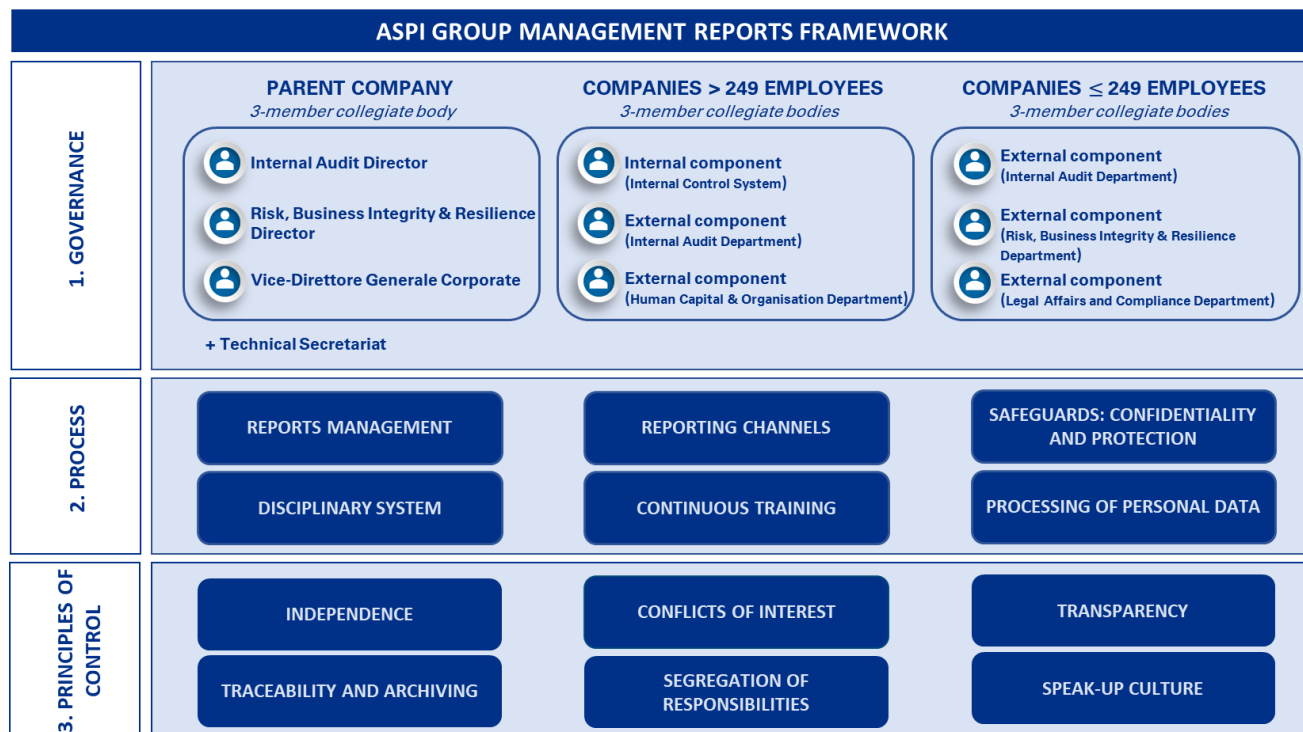 ASPI GROUP MANAGEMENT REPORTS FRAMEWORK
1. GOVERNANCE
PARENT COMPANY
3-member collegiate body
Internal Audit Director
Risk, Business Integrity & Resilience
Director
Vice-Direttore Generale Corporate
+ Technical Secretariat
COMPANIES > 249 EMPLOYEES
3-member collegiate bodies
Internal component
(Internal Control System)
External component
(Internal Audit Department)
External component
(Human Capital & Organisation Department)
COMPANIES ≤ 249 EMPLOYEES
3-member collegiate bodies
External component
(Internal Audit Department)
External component
(Risk, Business Integrity & Resilience
Department)
External component
(Legal Affairs and Compliance Department)
2. PROCESS
REPORTS MANAGEMENT
REPORTING CHANNELS
SAFEGUARDS: CONFIDENTIALITY
AND PROTECTION
DISCIPLINARY SYSTEM
CONTINUOUS TRAINING
PROCESSING OF PERSONAL DATA
3. PRINCIPLES OF
CONTROL
INDEPENDENCE
CONFLICTS OF INTEREST
TRANSPARENCY
TRACEABILITY AND ARCHIVING
SEGREGATION OF
RESPONSIBILITIES
SPEAK-UP CULTURE